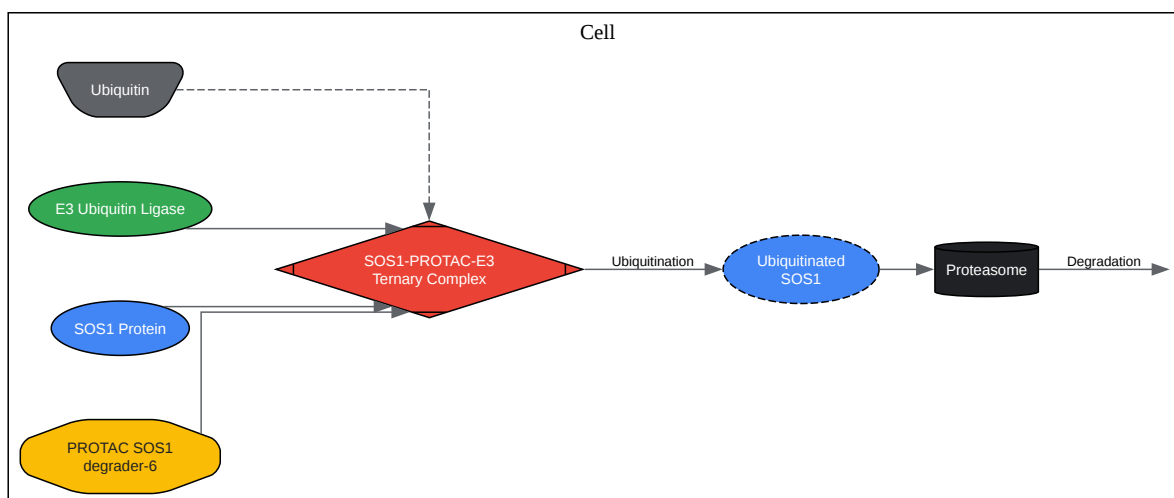 Cell
Ubiquitin
E3 Ubiquitin Ligase
SOS1 Protein
PROTAC SOS1
degrader-6
SOS1-PROTAC-E3
Ternary Complex
Ubiquitination
Ubiquitinated
SOS1
Proteasome
Degradation